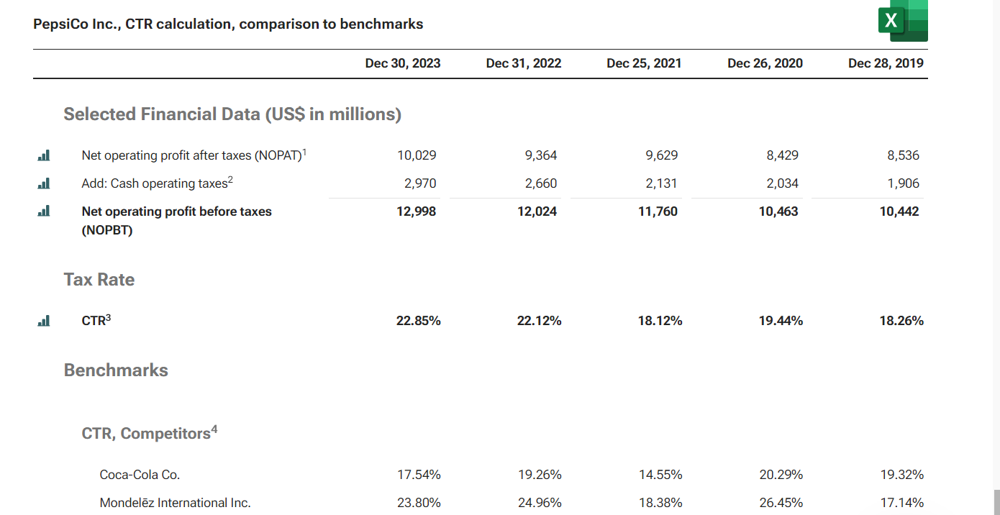 PepsiCo Inc., CTR calculation, comparison to benchmarks
X
Dec 30, 2023 Dec 31, 2022 Dec 25, 2021 Dec 26, 2020 Dec 28, 2019
Selected Financial Data (US$ in millions)
Net operating profit after taxes (NOPAT)¹ 10,029 9,364 9,629 8,429 8,536
Add: Cash operating taxes² 2,970 2,660 2,131 2,034 1,906
Net operating profit before taxes 12,998 12,024 11,760 10,463 10,442
(NOPBT)
Tax Rate
CTR³ 22.85% 22.12% 18.12% 19.44% 18.26%
Benchmarks
CTR, Competitors⁴
Coca-Cola Co. 17.54% 19.26% 14.55% 20.29% 19.32%
Mondelēz International Inc. 23.80% 24.96% 18.38% 26.45% 17.14%